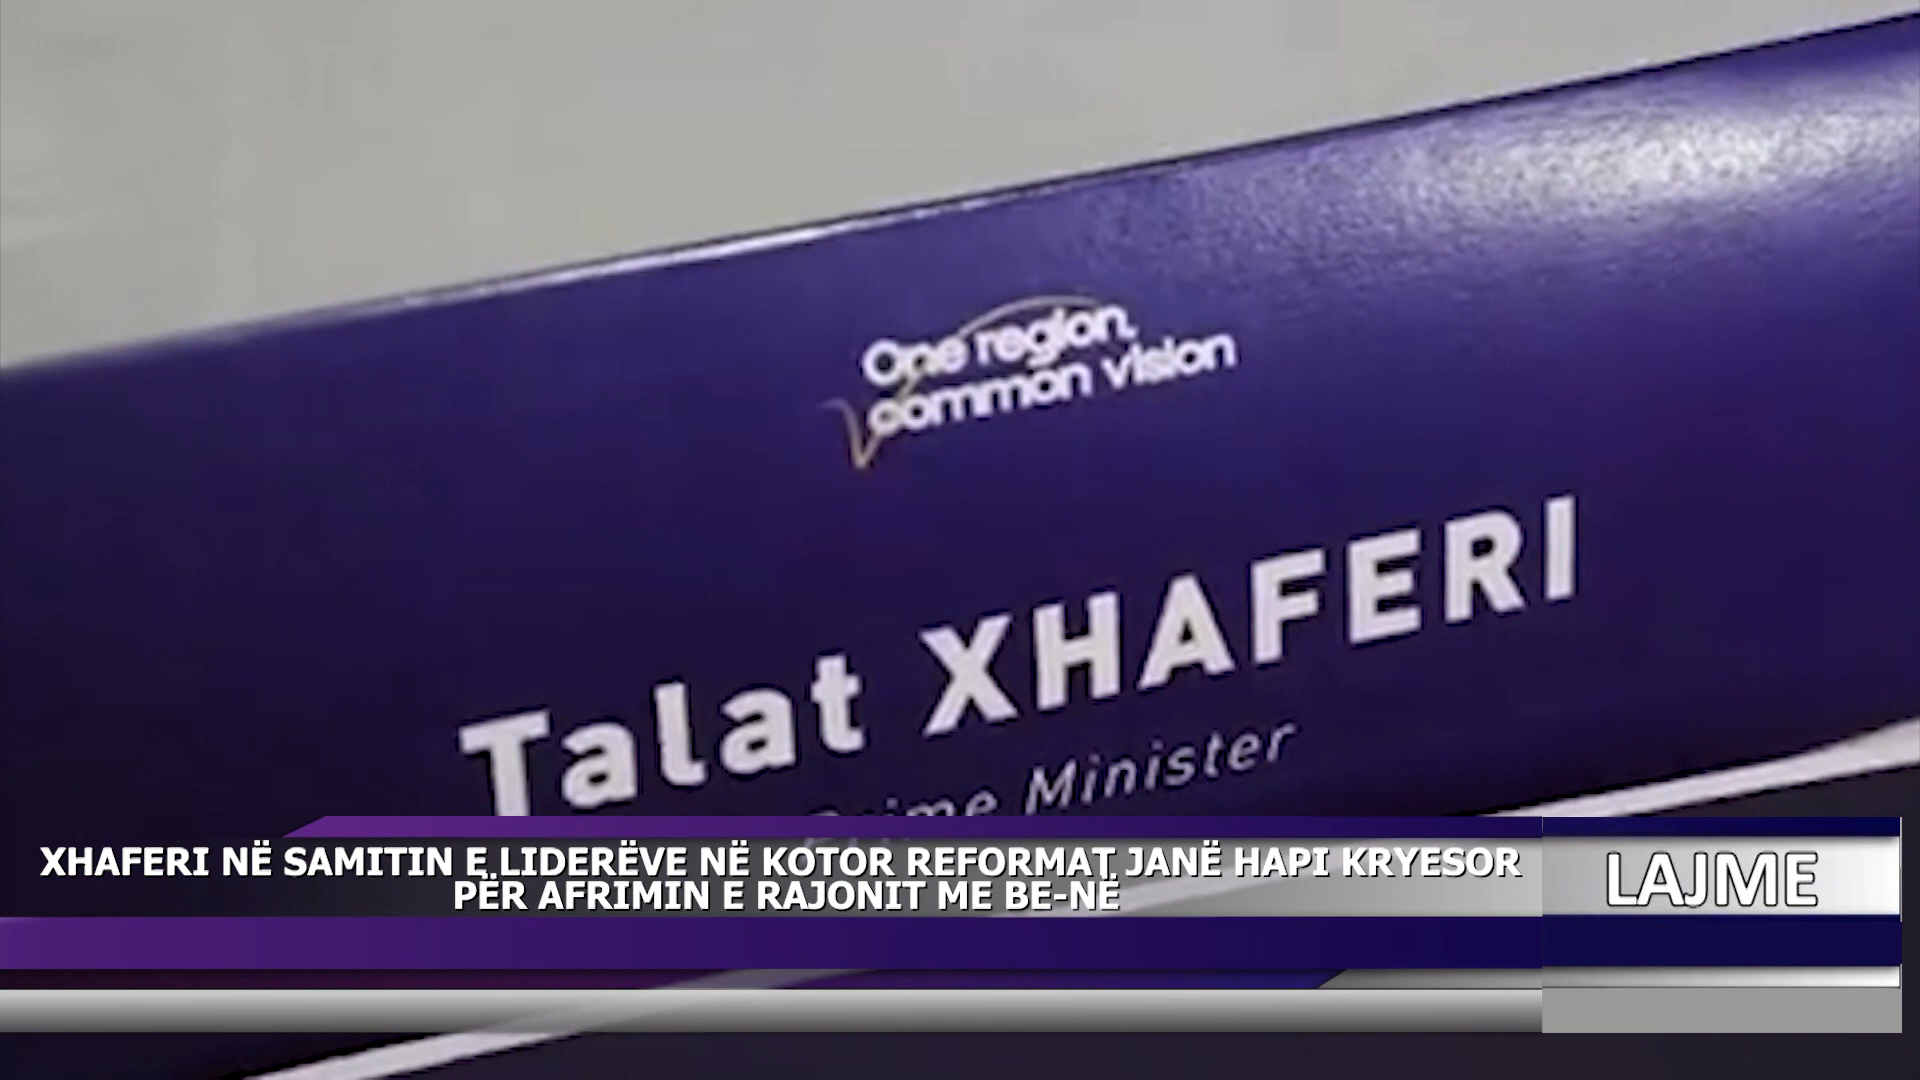 One region,
common vision
Talat XHAFERI
Prime Minister
XHAFERI NË SAMITIN E LIDERËVE NË KOTOR REFORMAT JANË HAPI KRYESOR
PËR AFRIMIN E RAJONIT ME BE-NË
LAJME